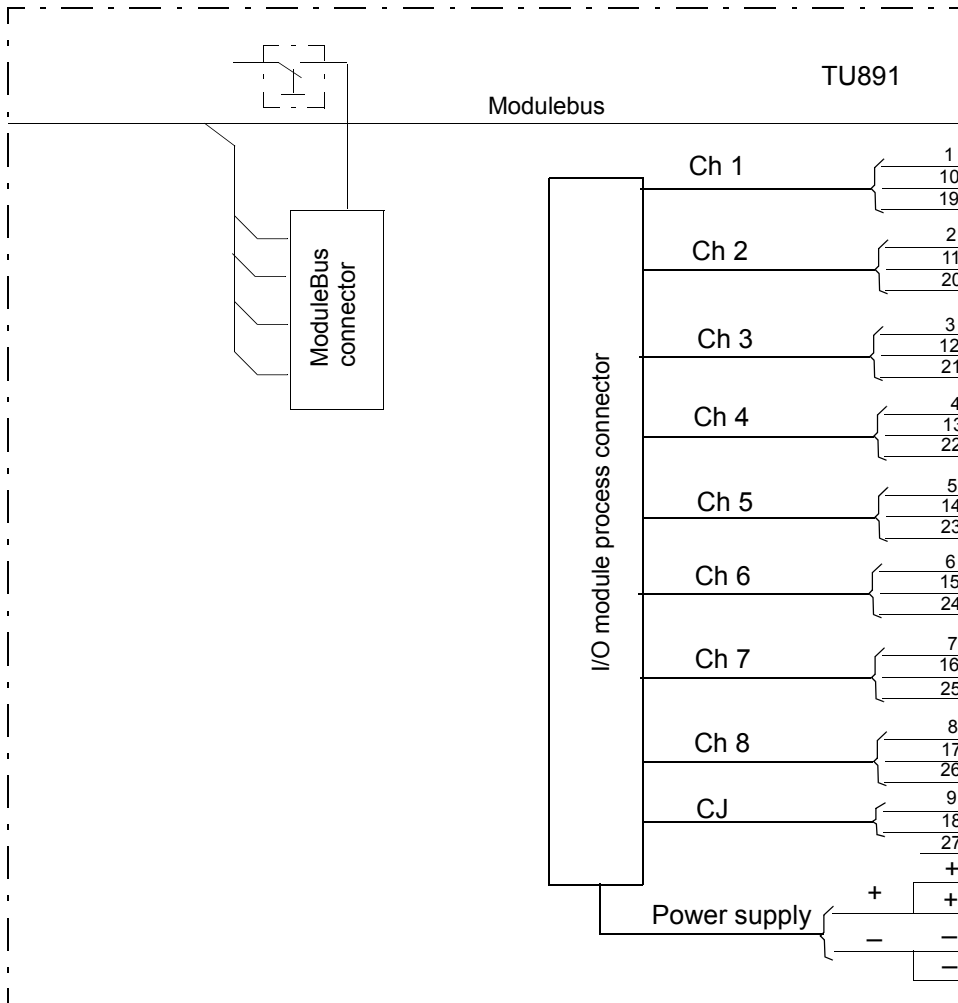 TU891
Modulebus
ModuleBus
connector
I/O module process connector
Ch 1
1
10
19
Ch 2
2
11
20
Ch 3
3
12
21
Ch 4
4
13
22
Ch 5
5
14
23
Ch 6
6
15
24
Ch 7
7
16
25
Ch 8
8
17
26
CJ
9
18
27
+
+ +
Power supply
– –
–